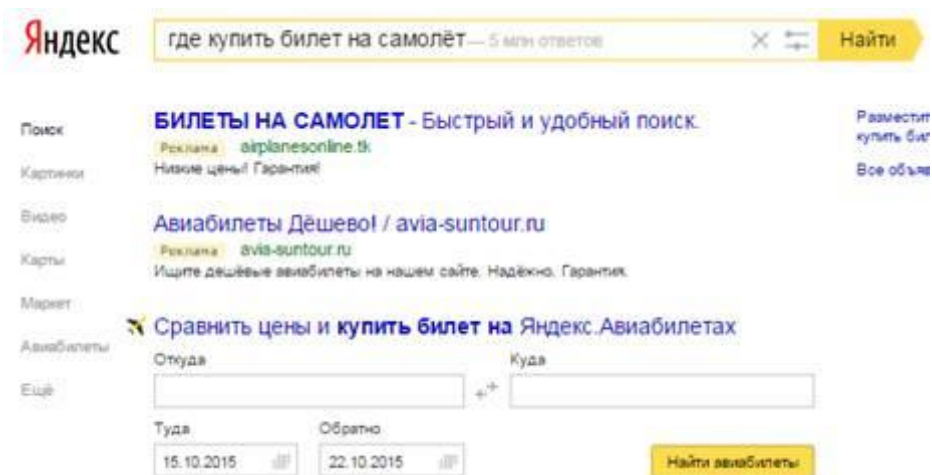 Яндекс
где купить билет на самолёт — 5 млн ответов
Найти
Поиск
Картинки
Видео
Карты
Маркет
Авиабилеты
Ещё
БИЛЕТЫ НА САМОЛЕТ - Быстрый и удобный поиск.
Реклама airplanesonline.tk
Низкие цены! Гарантия!
Авиабилеты Дёшево! / avia-suntour.ru
Реклама avia-suntour.ru
Ищите дешёвые авиабилеты на нашем сайте. Надёжно. Гарантия.
Сравнить цены и купить билет на Яндекс.Авиабилетах
Откуда
Куда
Туда
Обратно
15.10.2015
22.10.2015
Найти авиабилеты
купить
Все